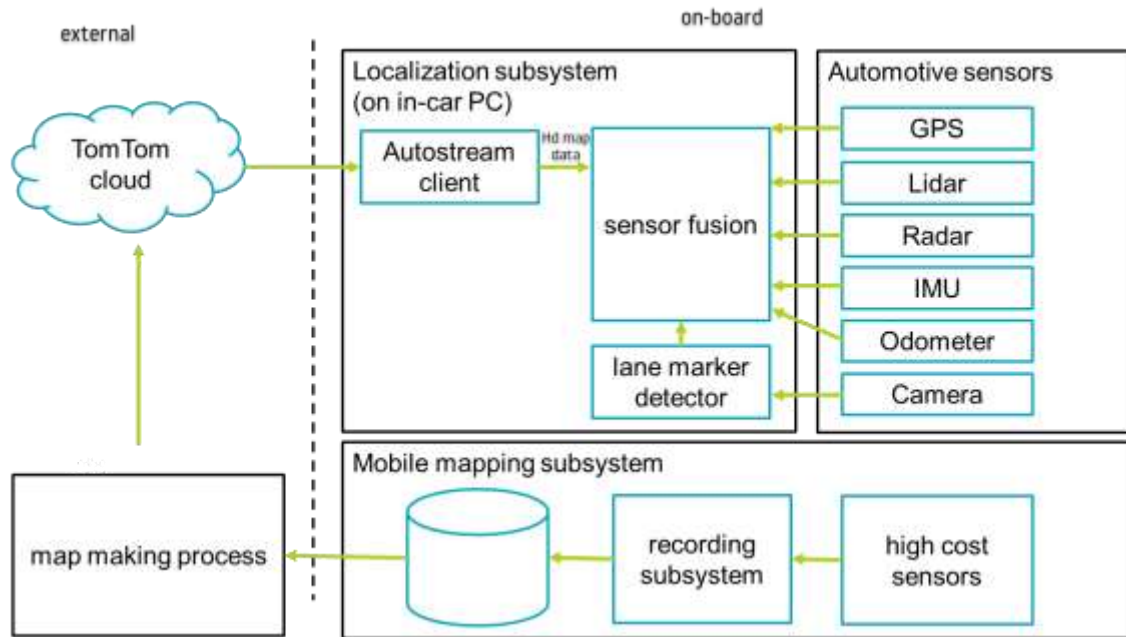 external
on-board
Localization subsystem
(on in-car PC)
Automotive sensors
TomTom
cloud
Autostream
client
Hd map
data
sensor fusion
GPS
Lidar
Radar
IMU
Odometer
Camera
lane marker
detector
Mobile mapping subsystem
map making process
recording
subsystem
high cost
sensors